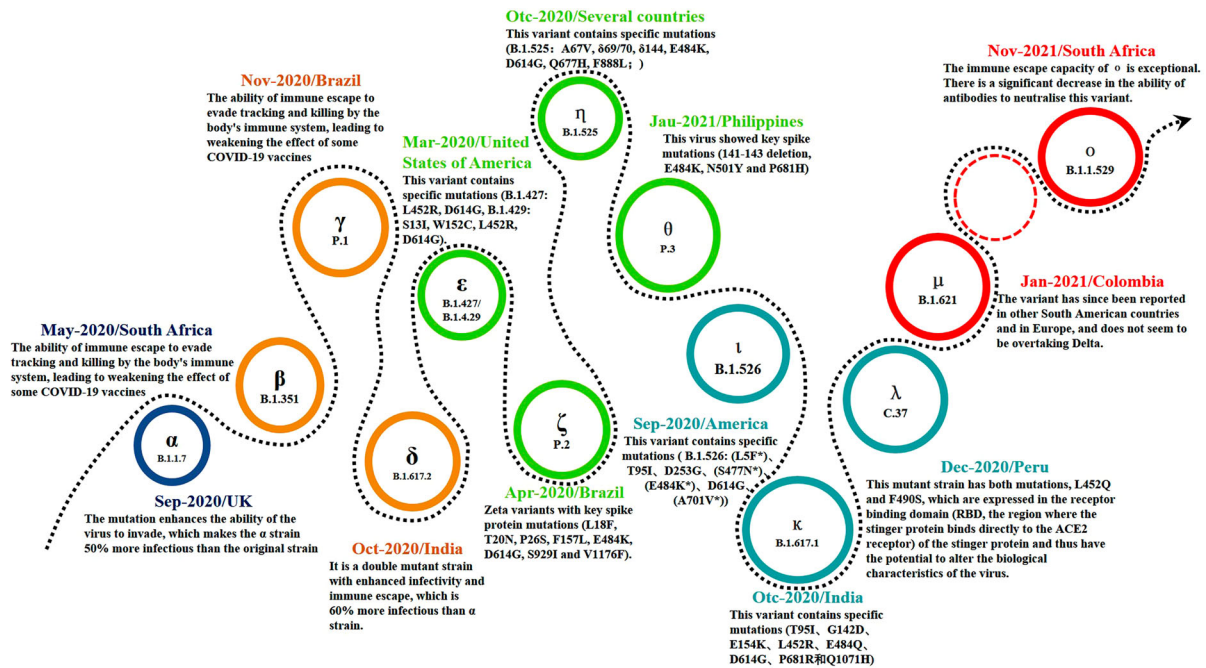 May-2020/South Africa
The ability of immune escape to evade
tracking and killing by the body's immune
system, leading to weakening the effect of
some COVID-19 vaccines
α
B.1.1.7
Sep-2020/UK
The mutation enhances the ability of the
virus to invade, which makes the α strain
50% more infectious than the original strain
β
B.1.351
Nov-2020/Brazil
The ability of immune escape to
evade tracking and killing by the
body's immune system, leading to
weakening the effect of some
COVID-19 vaccines
γ
P.1
δ
B.1.617.2
Oct-2020/India
It is a double mutant strain
with enhanced infectivity and
immune escape, which is
60% more infectious than α
strain.
Mar-2020/United
States of America
This variant contains
specific mutations (B.1.427:
L452R, D614G, B.1.429:
S13I, W152C, L452R,
D614G).
ε
B.1.427/
B.1.4.29
Otc-2020/Several countries
This variant contains specific mutations
(B.1.525： A67V, δ69/70, δ144, E484K,
D614G, Q677H, F888L；)
η
B.1.525
ζ
P.2
Apr-2020/Brazil
Zeta variants with key spike
protein mutations (L18F,
T20N, P26S, F157L, E484K,
D614G, S929I and V1176F).
Jau-2021/Philippines
This virus showed key spike
mutations (141-143 deletion,
E484K, N501Y and P681H)
θ
P.3
ι
B.1.526
Sep-2020/America
This variant contains specific
mutations ( B.1.526: (L5F*)、
T95I、D253G、(S477N*)、
(E484K*)、D614G、
(A701V*))
κ
B.1.617.1
Otc-2020/India
This variant contains specific
mutations (T95I、G142D、
E154K、L452R、E484Q、
D614G、P681R和Q1071H)
λ
C.37
Dec-2020/Peru
This mutant strain has both mutations, L452Q
and F490S, which are expressed in the receptor
binding domain (RBD, the region where the
stinger protein binds directly to the ACE2
receptor) of the stinger protein and thus have
the potential to alter the biological
characteristics of the virus.
μ
B.1.621
Jan-2021/Colombia
The variant has since been reported
in other South American countries
and in Europe, and does not seem to
be overtaking Delta.
Nov-2021/South Africa
The immune escape capacity of ο is exceptional.
There is a significant decrease in the ability of
antibodies to neutralise this variant.
ο
B.1.1.529